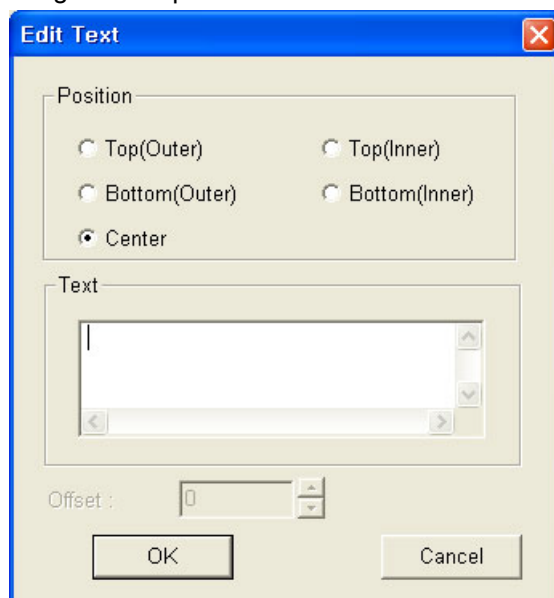 Edit Text
Position
Top(Outer) Top(Inner)
Bottom(Outer) Bottom(Inner)
Center
Text
Offset : 0
OK Cancel